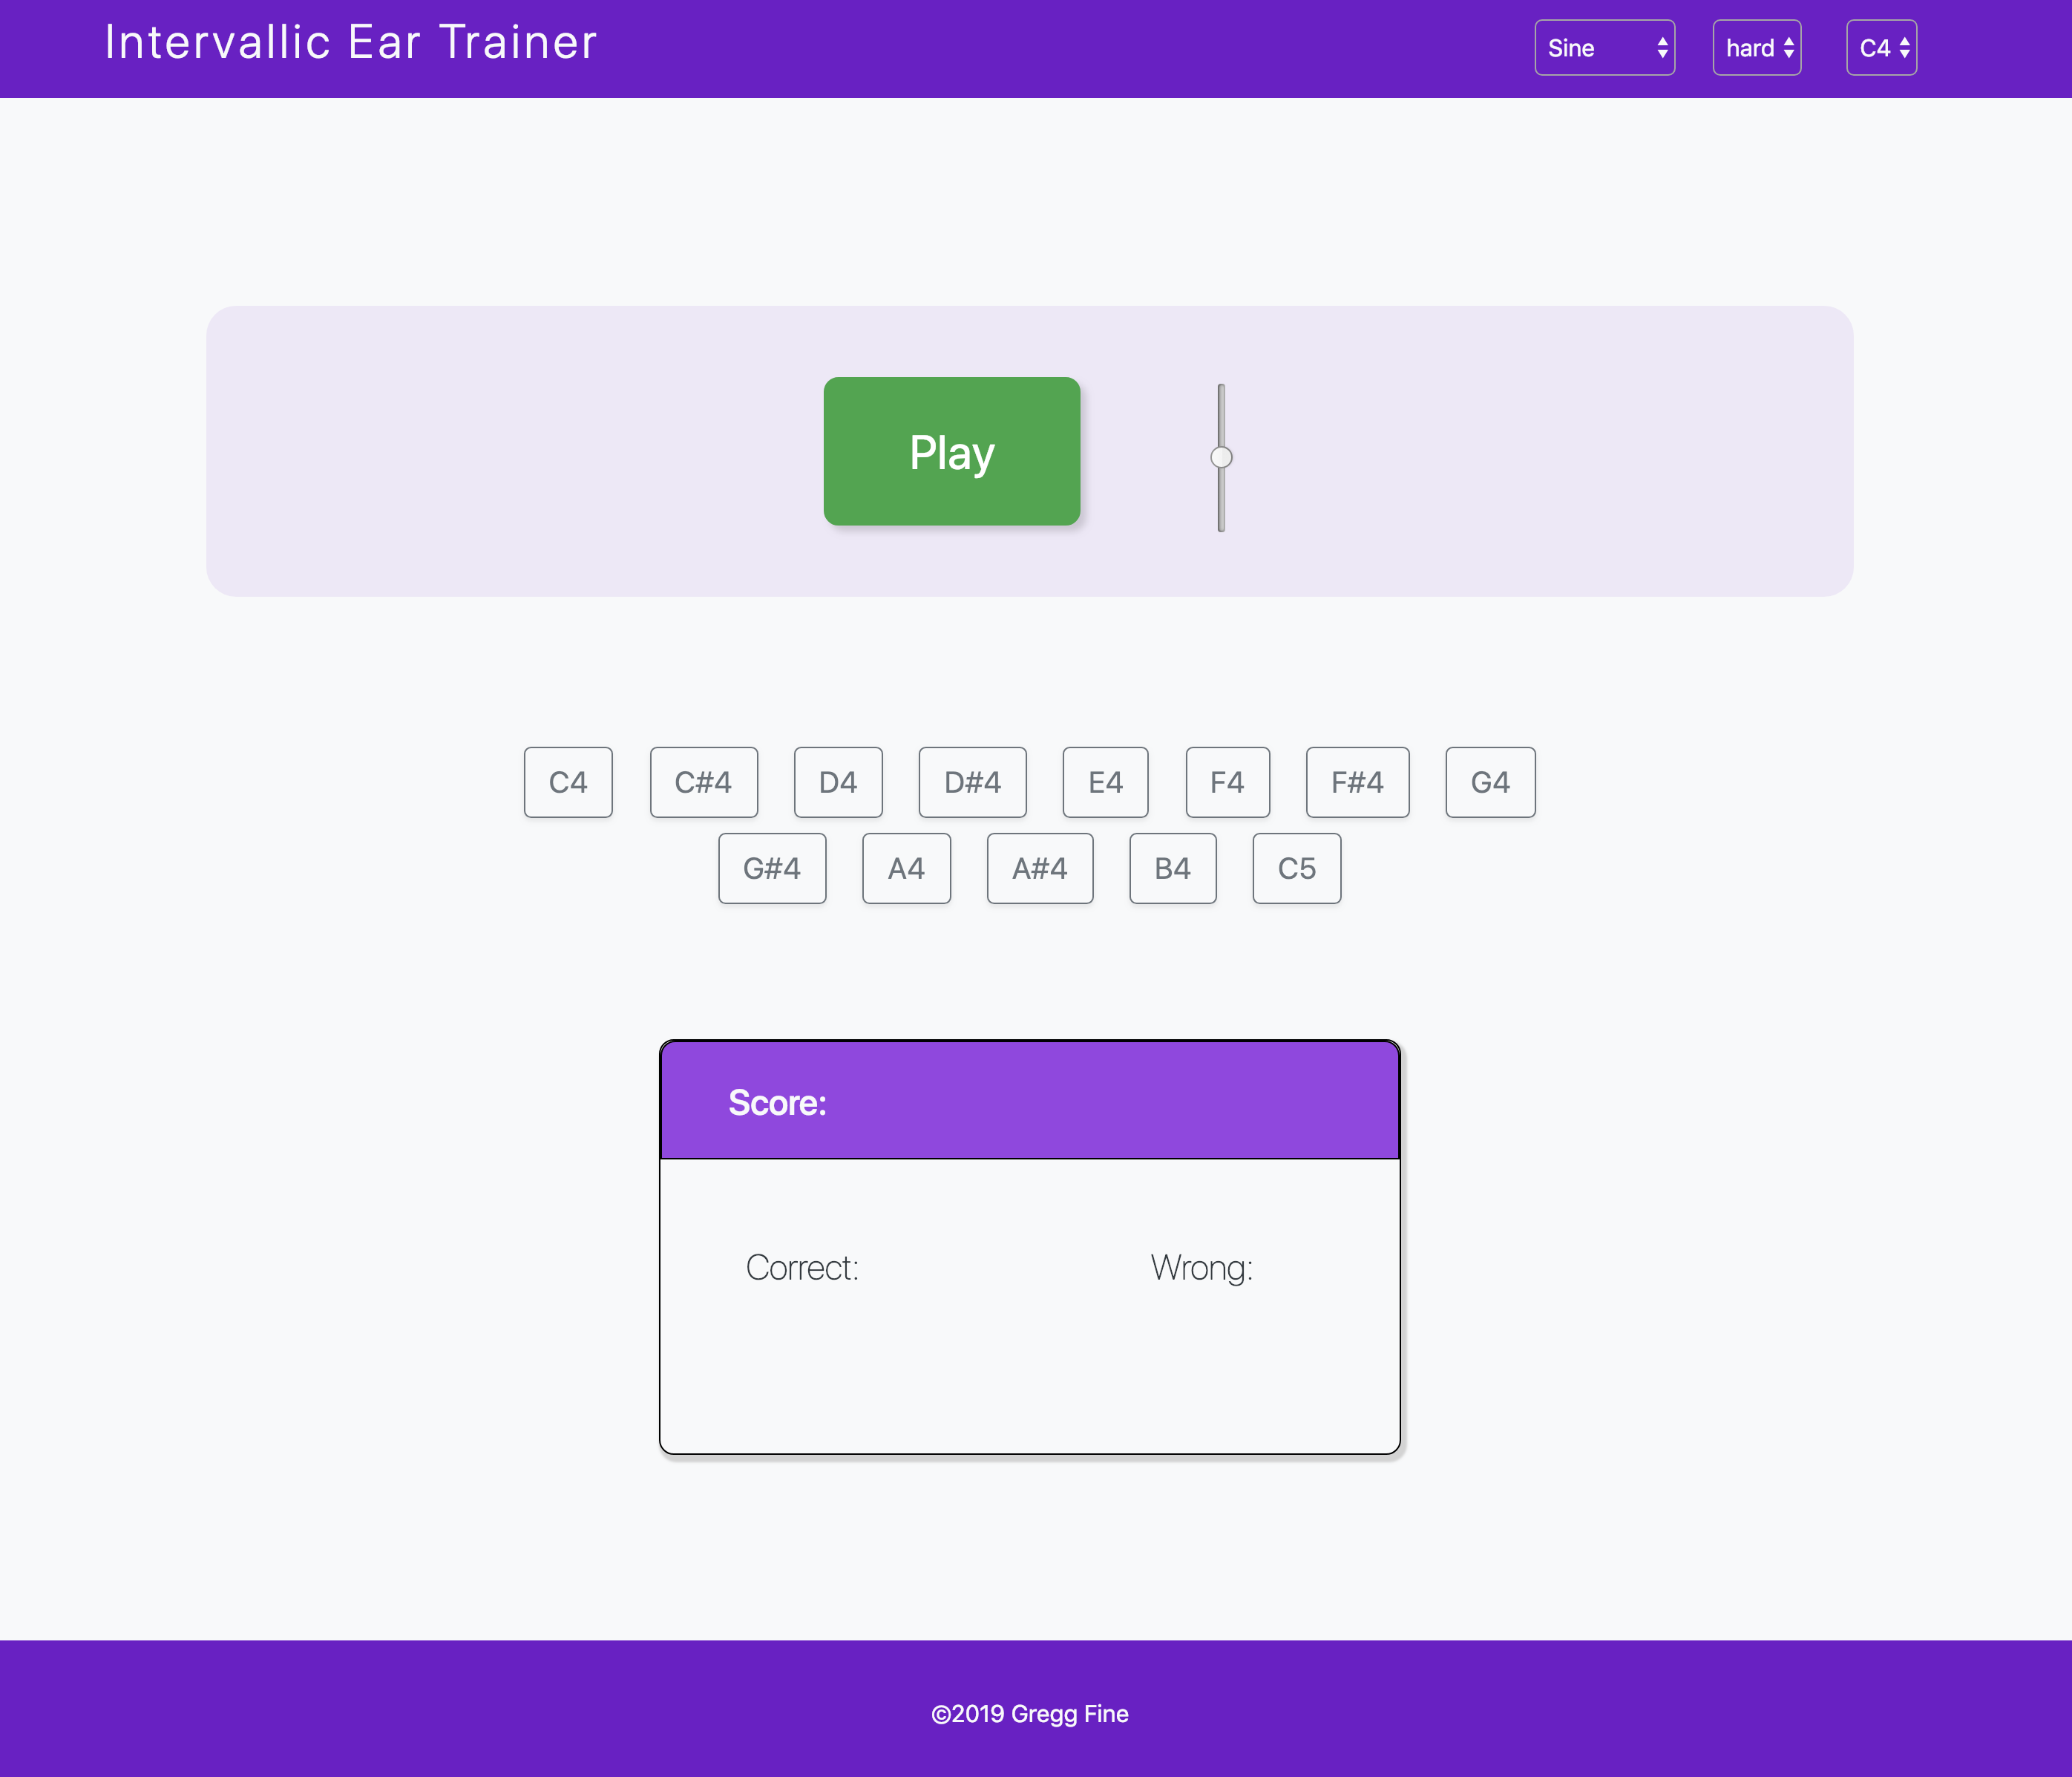 Intervallic Ear Trainer
Sine hard C4
Play
C4 C#4 D4 D#4 E4 F4 F#4 G4
G#4 A4 A#4 B4 C5
Score:
Correct: Wrong:
©2019 Gregg Fine